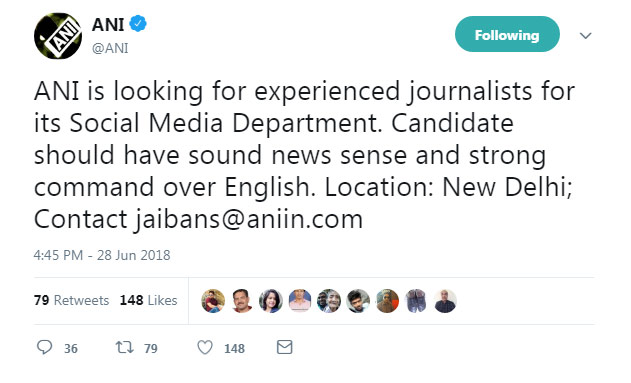 ANI
ANI
@ANI
Following
ANI is looking for experienced journalists for
its Social Media Department. Candidate
should have sound news sense and strong
command over English. Location: New Delhi;
Contact jaibans@aniin.com
4:45 PM - 28 Jun 2018
79 Retweets 148 Likes
36 79 148